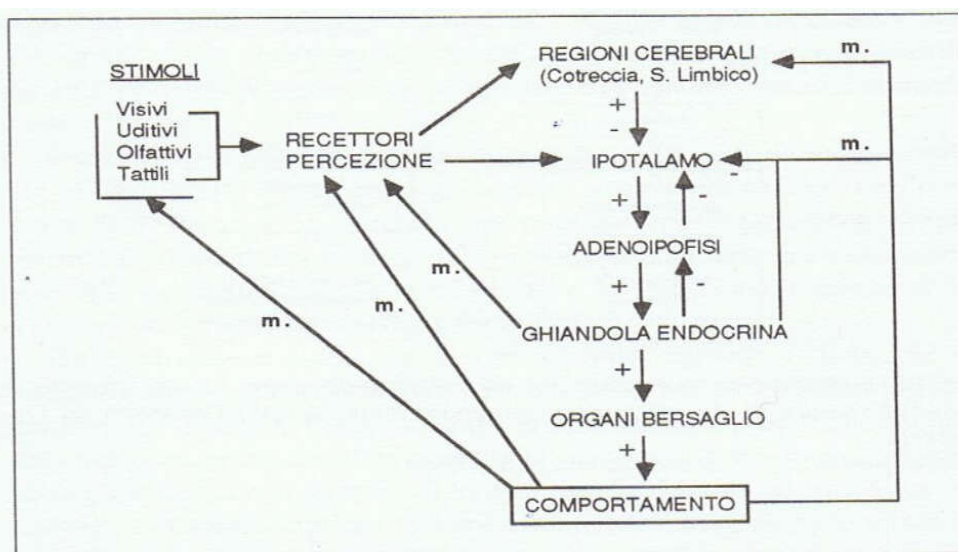 STIMOLI
Visivi
Uditivi
Olfattivi
Tattili
RECETTORI
PERCEZIONE
REGIONI CEREBRALI
(Cotreccia, S. Limbico)
m.
+
-
IPOTALAMO
m.
-
+
-
ADENOIPOFISI
+
-
m.
m.
m.
GHIANDOLA ENDOCRINA
+
ORGANI BERSAGLIO
+
COMPORTAMENTO